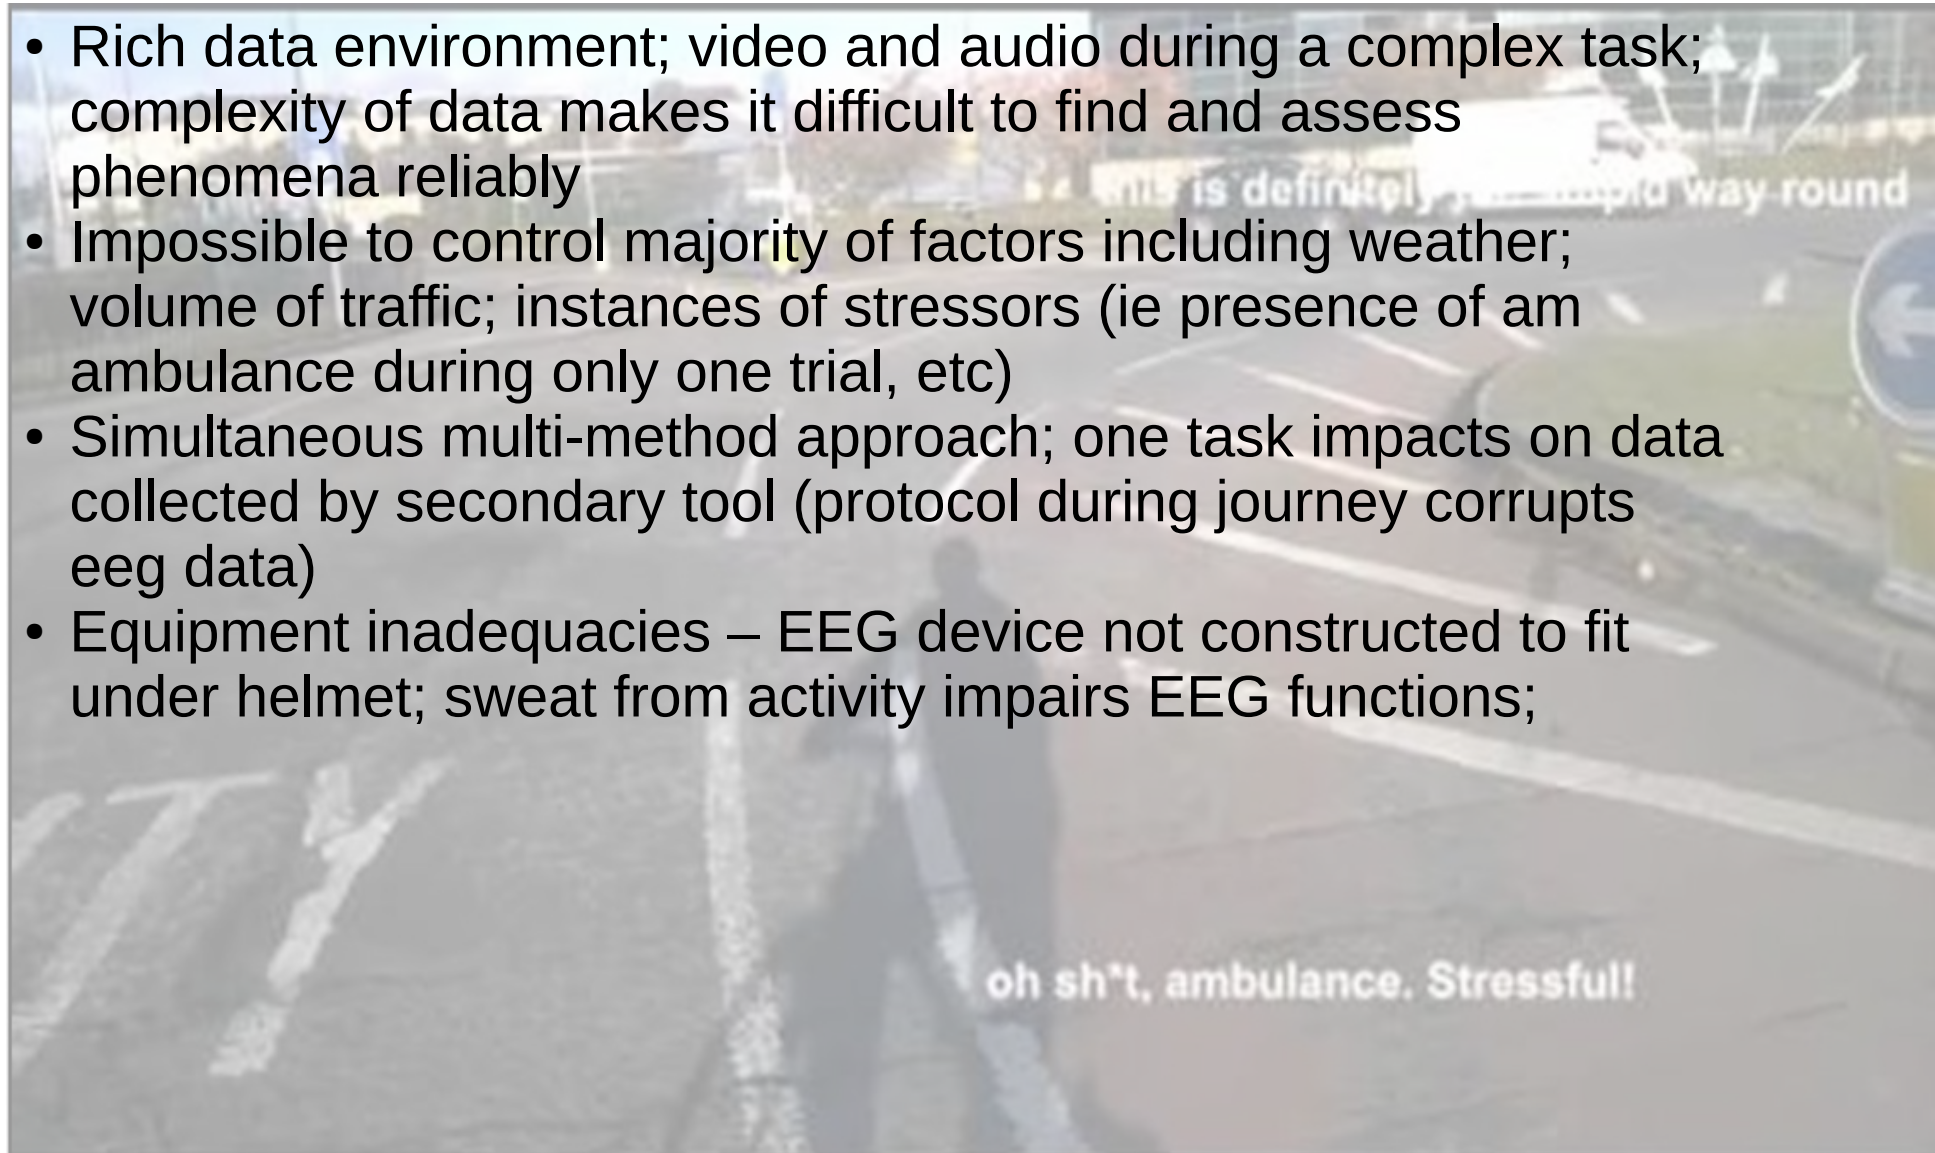 • Rich data environment; video and audio during a complex task;
complexity of data makes it difficult to find and assess
phenomena reliably
this is definitely way round
• Impossible to control majority of factors including weather;
volume of traffic; instances of stressors (ie presence of am
ambulance during only one trial, etc)
• Simultaneous multi-method approach; one task impacts on data
collected by secondary tool (protocol during journey corrupts
eeg data)
• Equipment inadequacies – EEG device not constructed to fit
under helmet; sweat from activity impairs EEG functions;
oh sh*t, ambulance. Stressful!